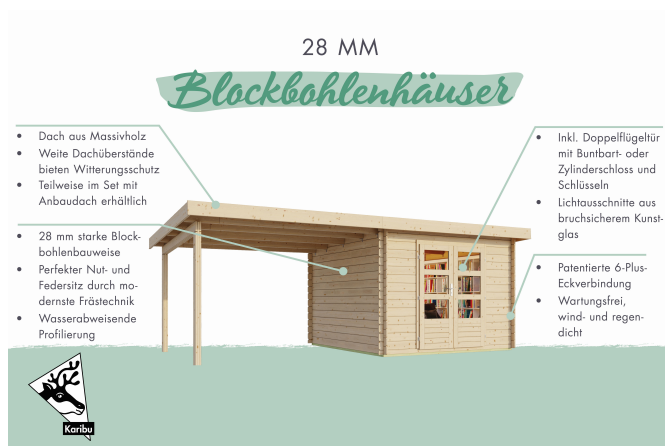 28 MM
Blockbohlenhäuser
• Dach aus Massivholz
• Weite Dachüberstände
bieten Witterungsschutz
• Teilweise im Set mit
Anbaudach erhältlich
• 28 mm starke Block-
bohlenbauweise
• Perfekter Nut- und
Federsitz durch mo-
dernste Frästechnik
• Wasserabweisende
Profilierung
• Inkl. Doppelflügeltür
mit Buntbart- oder
Zylinderschloss und
Schlüsseln
• Lichtausschnitte aus
bruchsicherem Kunst-
glas
• Patentierte 6-Plus-
Eckverbindung
• Wartungsfrei,
wind- und regen-
dicht
Karibu